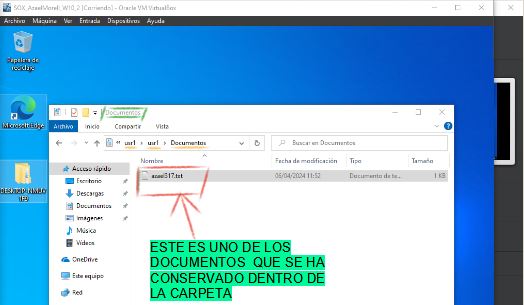 SOX_AzaelMorell_W10_2 [Corriendo] - Oracle VM VirtualBox
Archivo Máquina Ver Entrada Dispositivos Ayuda
Papelera de reciclaje
Microsoft Edge
Documentos
Archivo Inicio Compartir Vista
usr1 > usr1 > Documentos
Buscar en Documentos
Nombre Fecha de modificación Tipo Tamaño
Acceso rápido
azael517.txt 06/04/2024 11:52 Documento de te... 1 KB
Escritorio
Descargas
Documentos
Imágenes
Música
Vídeos
OneDrive
Este equipo
Red
ESTE ES UNO DE LOS
DOCUMENTOS QUE SE HA
CONSERVADO DENTRO DE
LA CARPETA